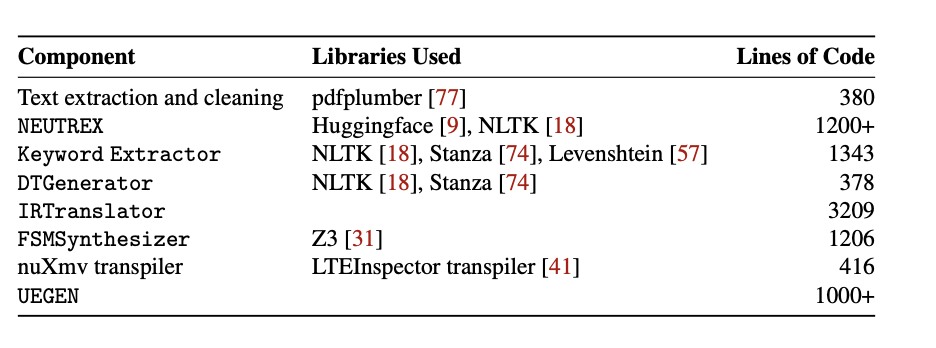 Component Libraries Used Lines of Code
Text extraction and cleaning pdfplumber [77] 380
NEUTREX Huggingface [9], NLTK [18] 1200+
Keyword Extractor NLTK [18], Stanza [74], Levenshtein [57] 1343
DTGenerator NLTK [18], Stanza [74] 378
IRTranslator 3209
FSMSynthesizer Z3 [31] 1206
nuXmv transpiler LTEInspector transpiler [41] 416
UEGEN 1000+